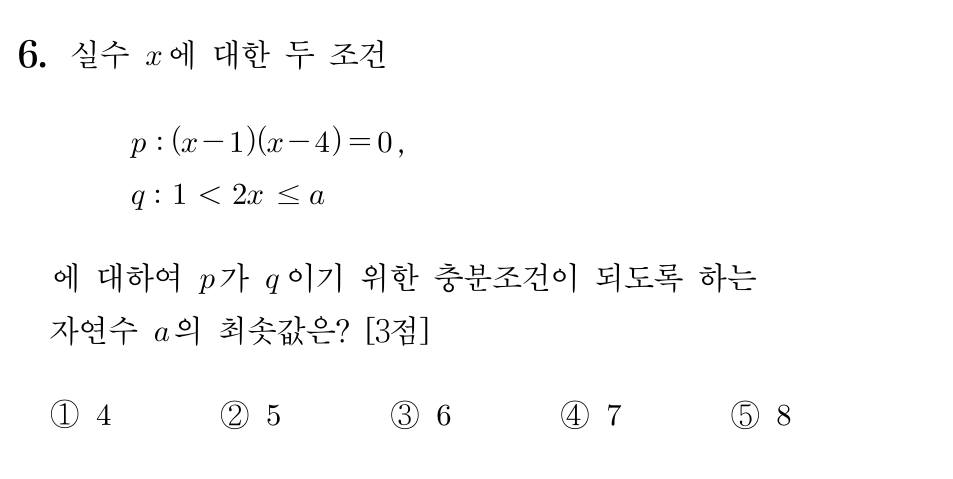 6. 실수 x에 대한 두 조건
p : (x-1)(x-4)=0,
q : 1 < 2x ≤ a
에 대하여 p가 q이기 위한 충분조건이 되도록 하는
자연수 a의 최솟값은? [3점]
① 4 ② 5 ③ 6 ④ 7 ⑤ 8